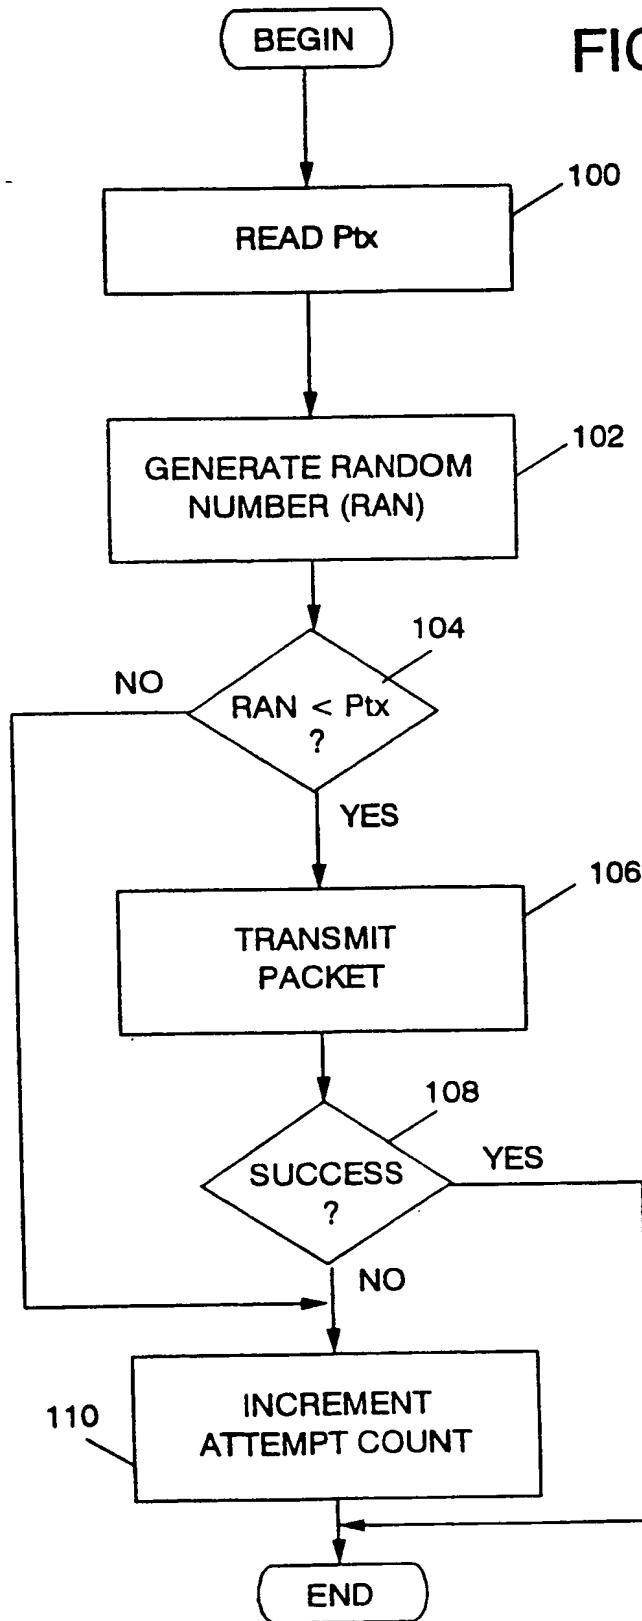 BEGIN
100
READ Ptx
102
GENERATE RANDOM
NUMBER (RAN)
104
NO
RAN < Ptx
?
YES
106
TRANSMIT
PACKET
108
SUCCESS
?
YES
NO
110
INCREMENT
ATTEMPT COUNT
END